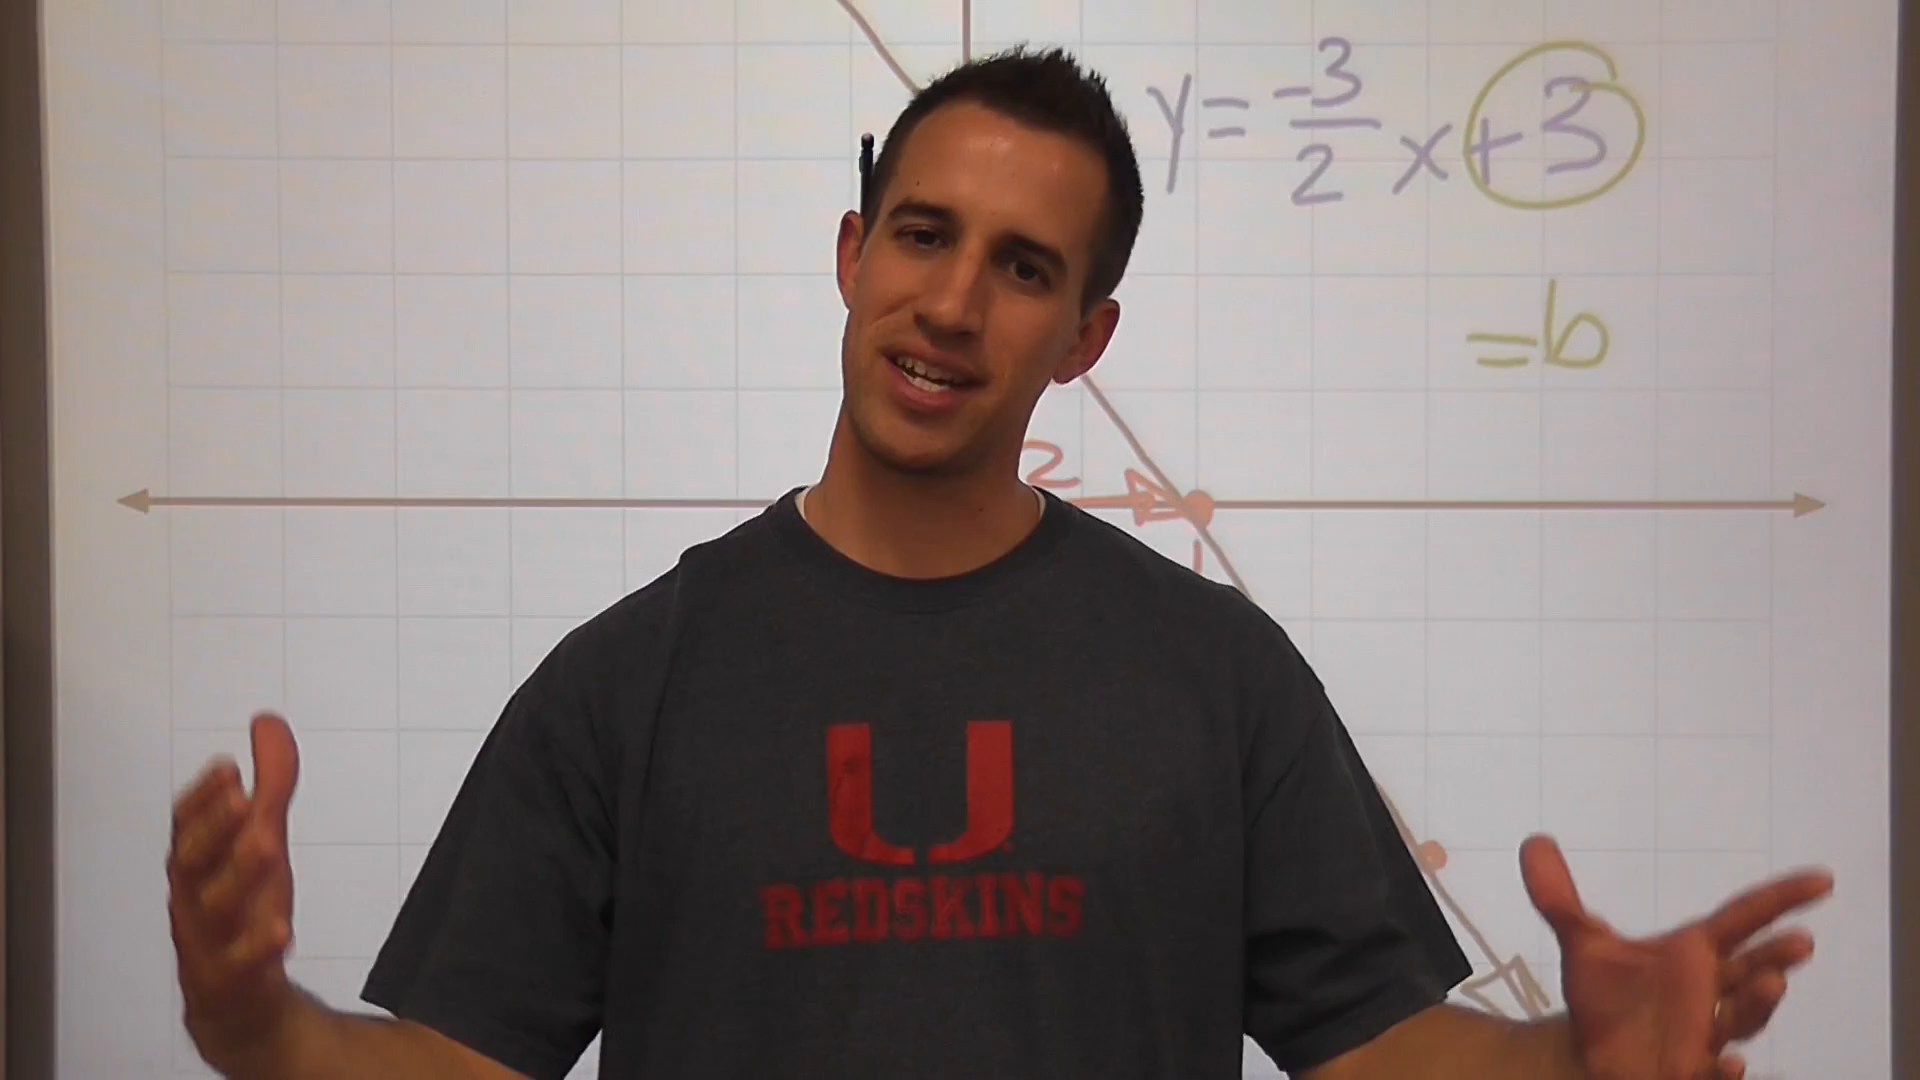 y = -3/2 x + 3
= b
2
U
REDSKINS